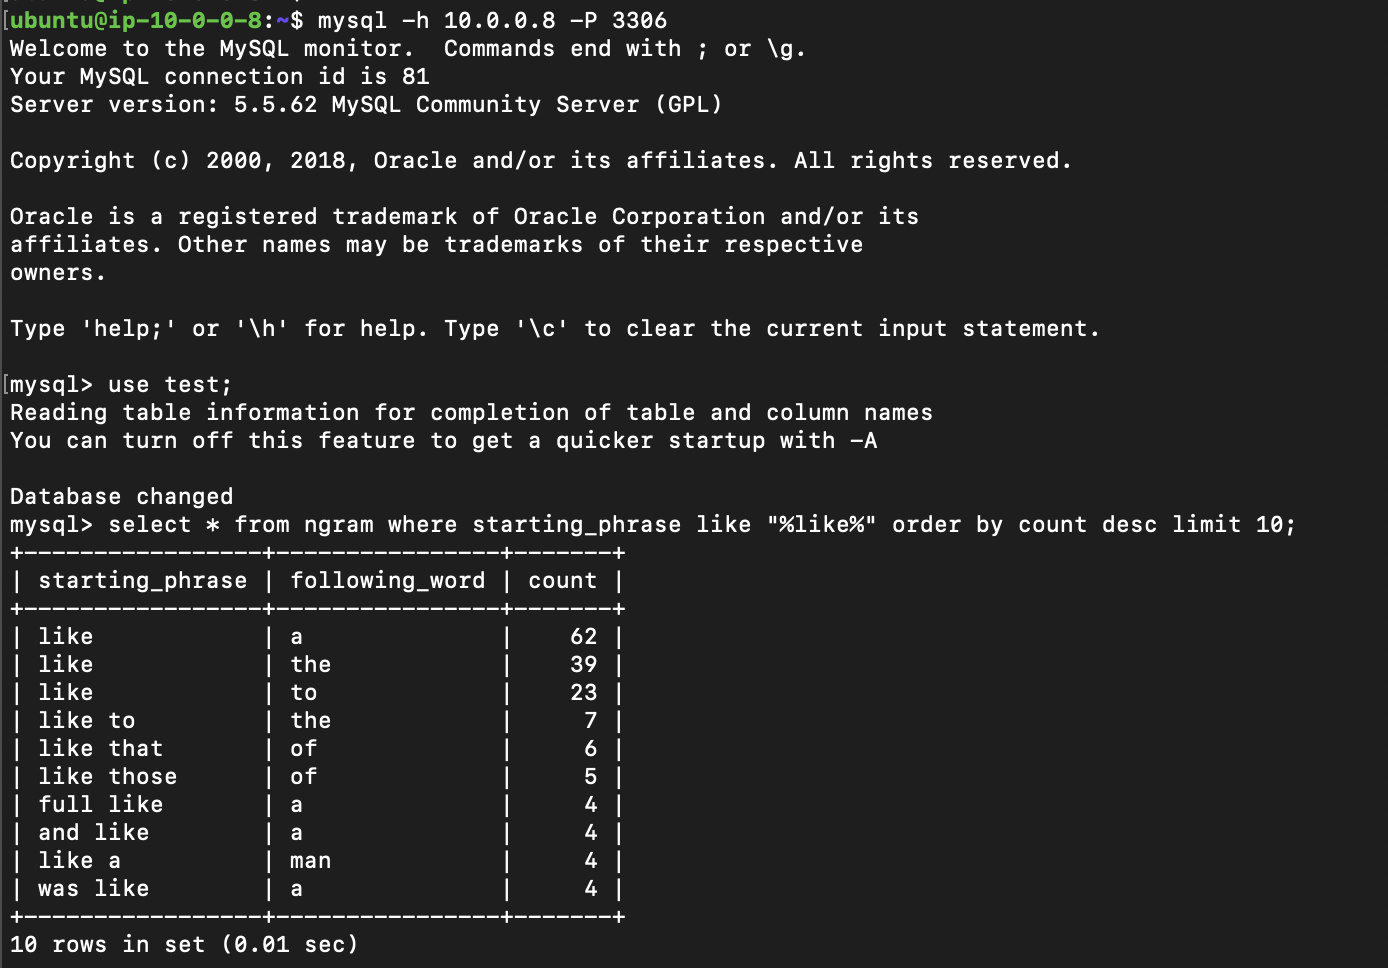 ubuntu@ip-10-0-0-8:~$ mysql -h 10.0.0.8 -P 3306
Welcome to the MySQL monitor.  Commands end with ; or \g.
Your MySQL connection id is 81
Server version: 5.5.62 MySQL Community Server (GPL)

Copyright (c) 2000, 2018, Oracle and/or its affiliates. All rights reserved.

Oracle is a registered trademark of Oracle Corporation and/or its
affiliates. Other names may be trademarks of their respective
owners.

Type 'help;' or '\h' for help. Type '\c' to clear the current input statement.

mysql> use test;
Reading table information for completion of table and column names
You can turn off this feature to get a quicker startup with -A

Database changed
mysql> select * from ngram where starting_phrase like "%like%" order by count desc limit 10;
+-----------------+----------------+-------+
| starting_phrase | following_word | count |
+-----------------+----------------+-------+
| like            | a              |    62 |
| like            | the            |    39 |
| like            | to             |    23 |
| like to         | the            |     7 |
| like that       | of             |     6 |
| like those      | of             |     5 |
| full like       | a              |     4 |
| and like        | a              |     4 |
| like a          | man            |     4 |
| was like        | a              |     4 |
+-----------------+----------------+-------+
10 rows in set (0.01 sec)